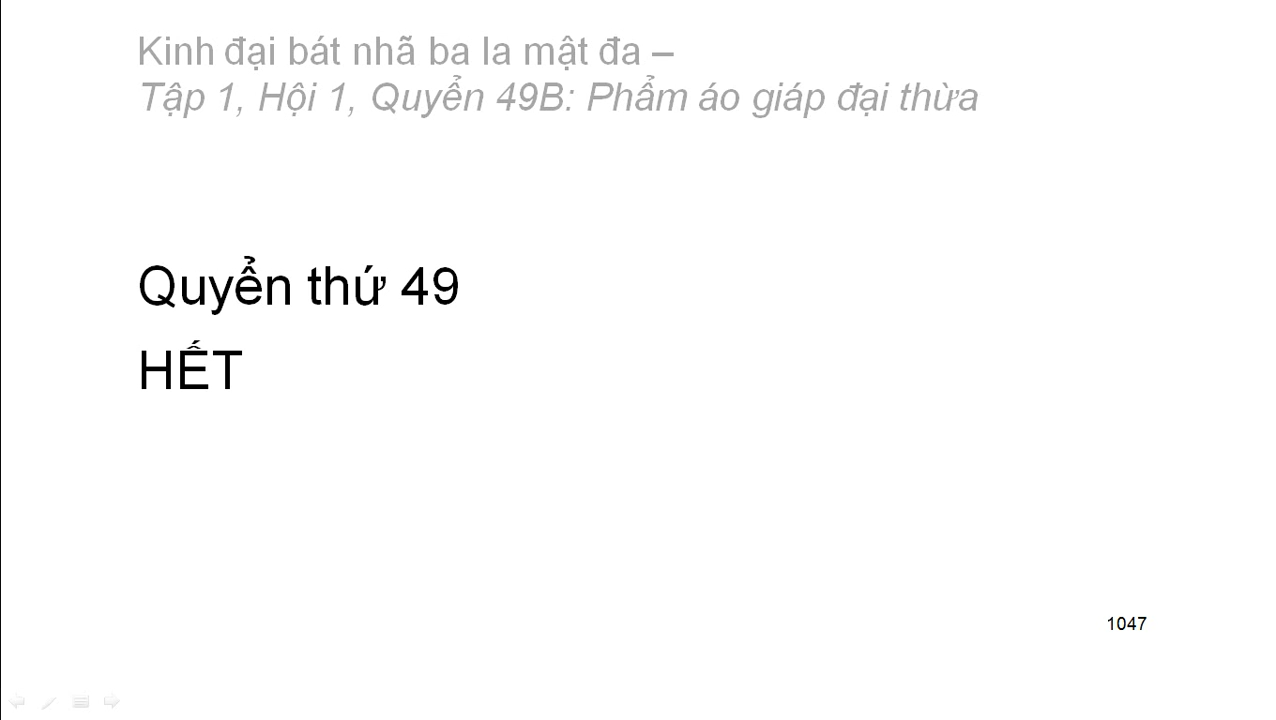 Kinh đại bát nhã ba la mật đa –
Tập 1, Hội 1, Quyển 49B: Phẩm áo giáp đại thừa
Quyển thứ 49
HẾT
1047